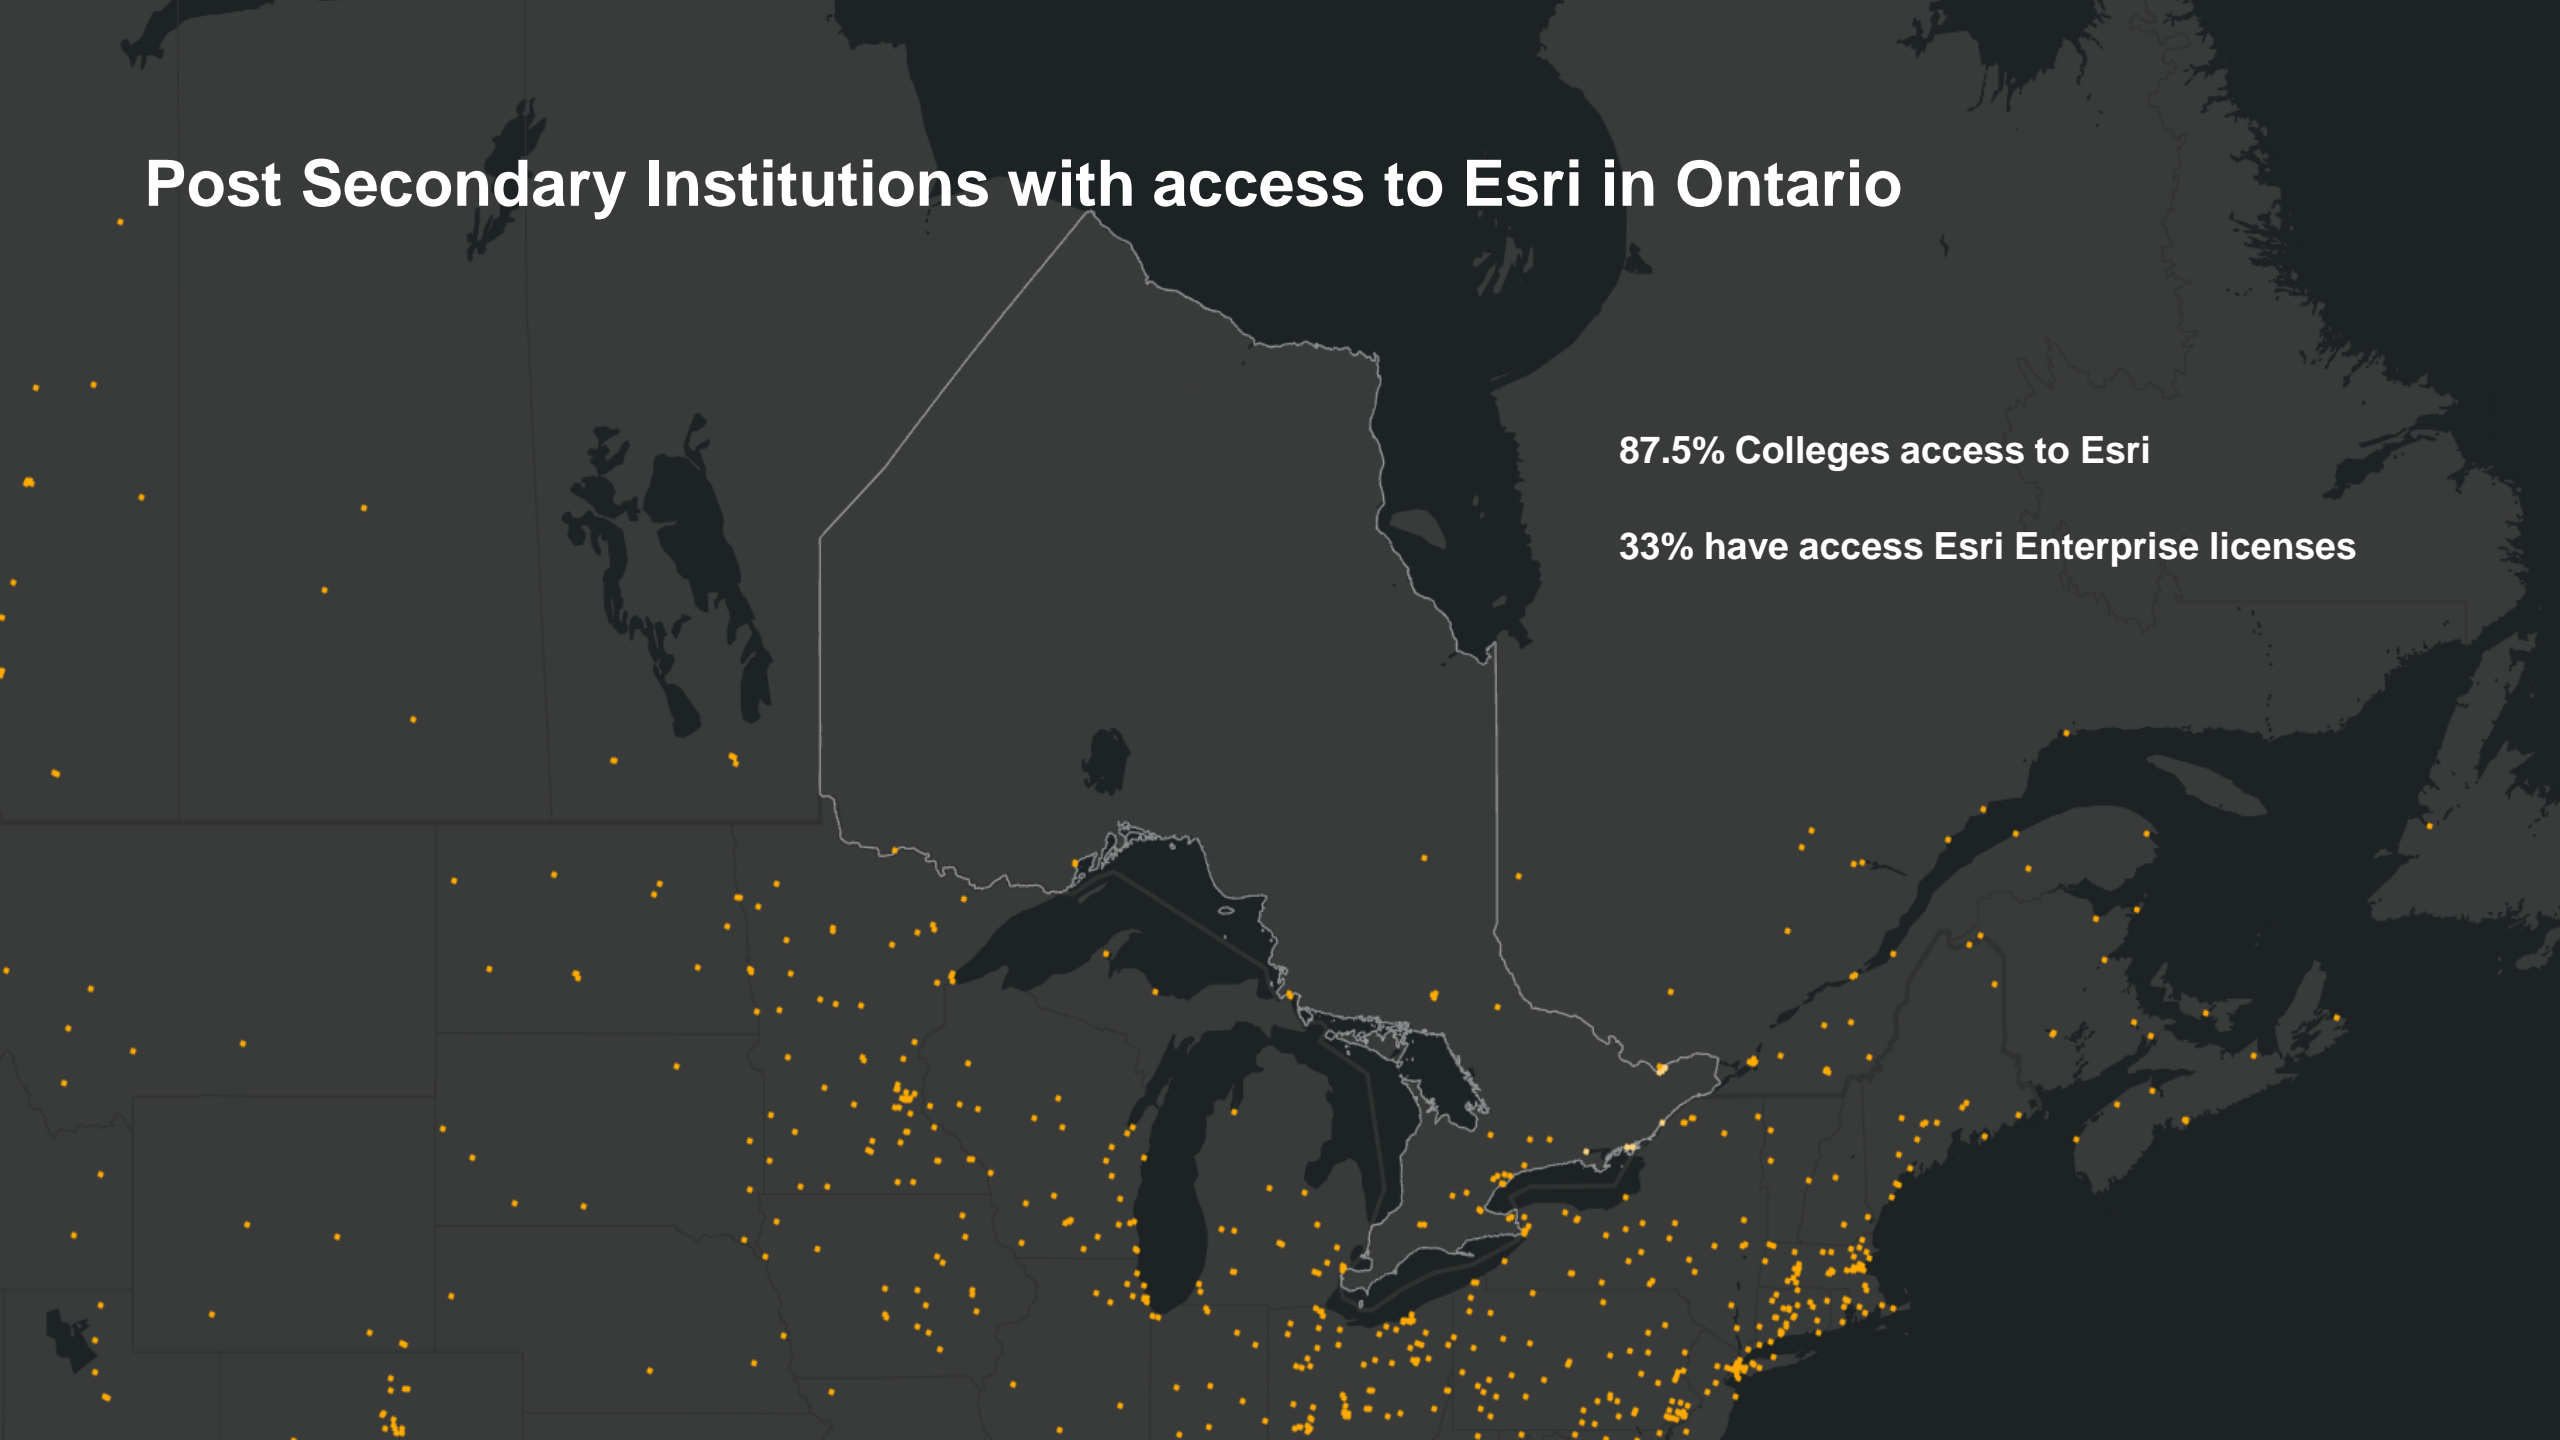 Post Secondary Institutions with access to Esri in Ontario
87.5% Colleges access to Esri
33% have access Esri Enterprise licenses